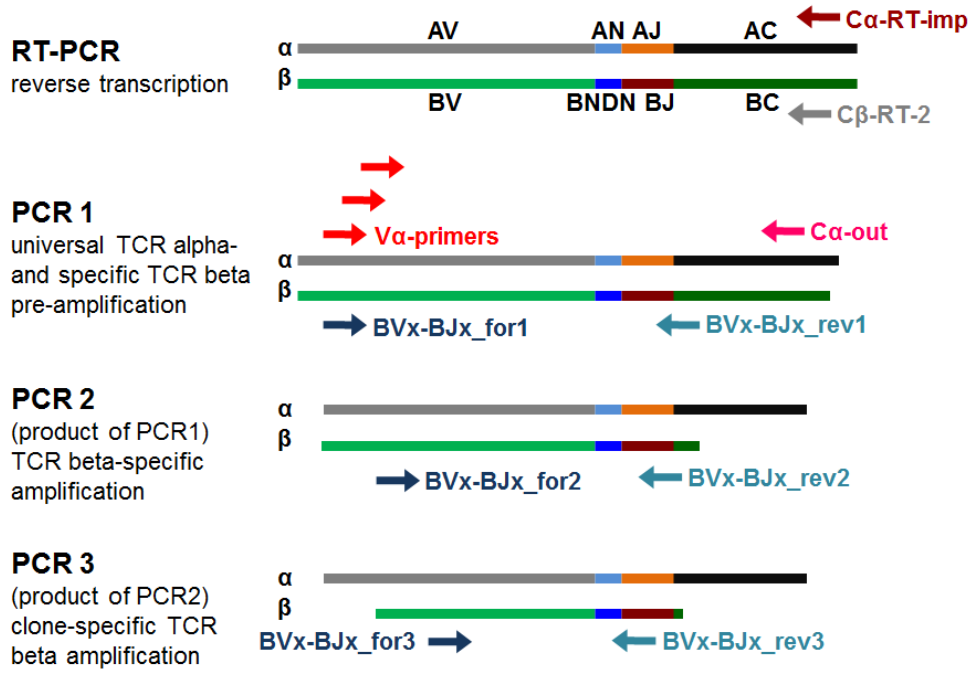 AV AN AJ AC Cα-RT-imp
RT-PCR α
reverse transcription β
BV BNDN BJ BC
Cβ-RT-2
PCR 1
universal TCR alpha- Vα-primers Cα-out
and specific TCR beta α
pre-amplification β
BVx-BJx_for1 BVx-BJx_rev1
PCR 2
(product of PCR1) α
TCR beta-specific β
amplification BVx-BJx_for2 BVx-BJx_rev2
PCR 3
(product of PCR2) α
clone-specific TCR β
beta amplification BVx-BJx_for3 BVx-BJx_rev3